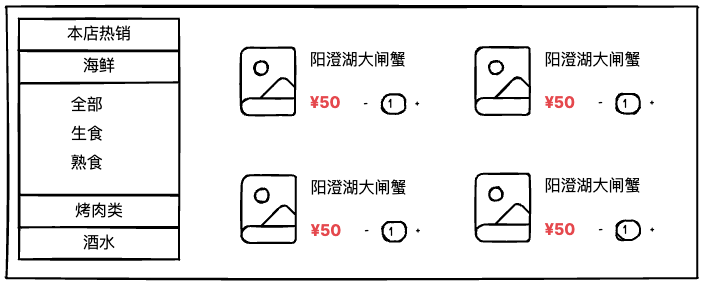 本店热销
海鲜
全部
生食
熟食
烤肉类
酒水
阳澄湖大闸蟹
¥50 - 1 +
阳澄湖大闸蟹
¥50 - 1 +
阳澄湖大闸蟹
¥50 - 1 +
阳澄湖大闸蟹
¥50 - 1 +